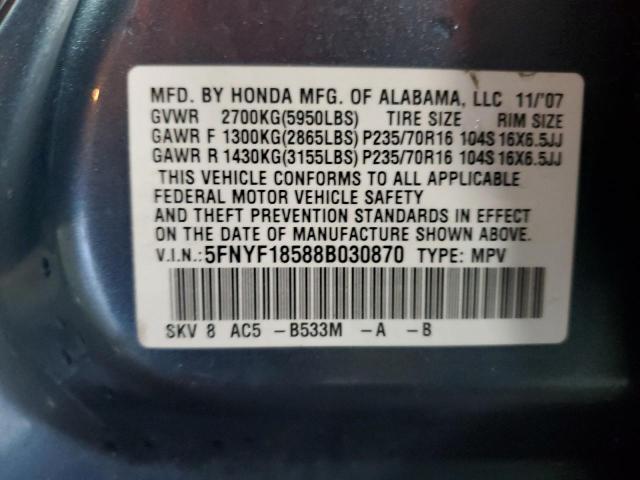 MFD. BY HONDA MFG. OF ALABAMA, LLC 11/'07
GVWR 2700KG(5950LBS) TIRE SIZE RIM SIZE
GAWR F 1300KG(2865LBS) P235/70R16 104S 16X6.5JJ
GAWR R 1430KG(3155LBS) P235/70R16 104S 16X6.5JJ
THIS VEHICLE CONFORMS TO ALL APPLICABLE
FEDERAL MOTOR VEHICLE SAFETY
AND THEFT PREVENTION STANDARDS IN EFFECT
ON THE DATE OF MANUFACTURE SHOWN ABOVE.
V.I.N.: 5FNYF18588B030870 TYPE: MPV
SKV 8 AC5 -B533M -A -B